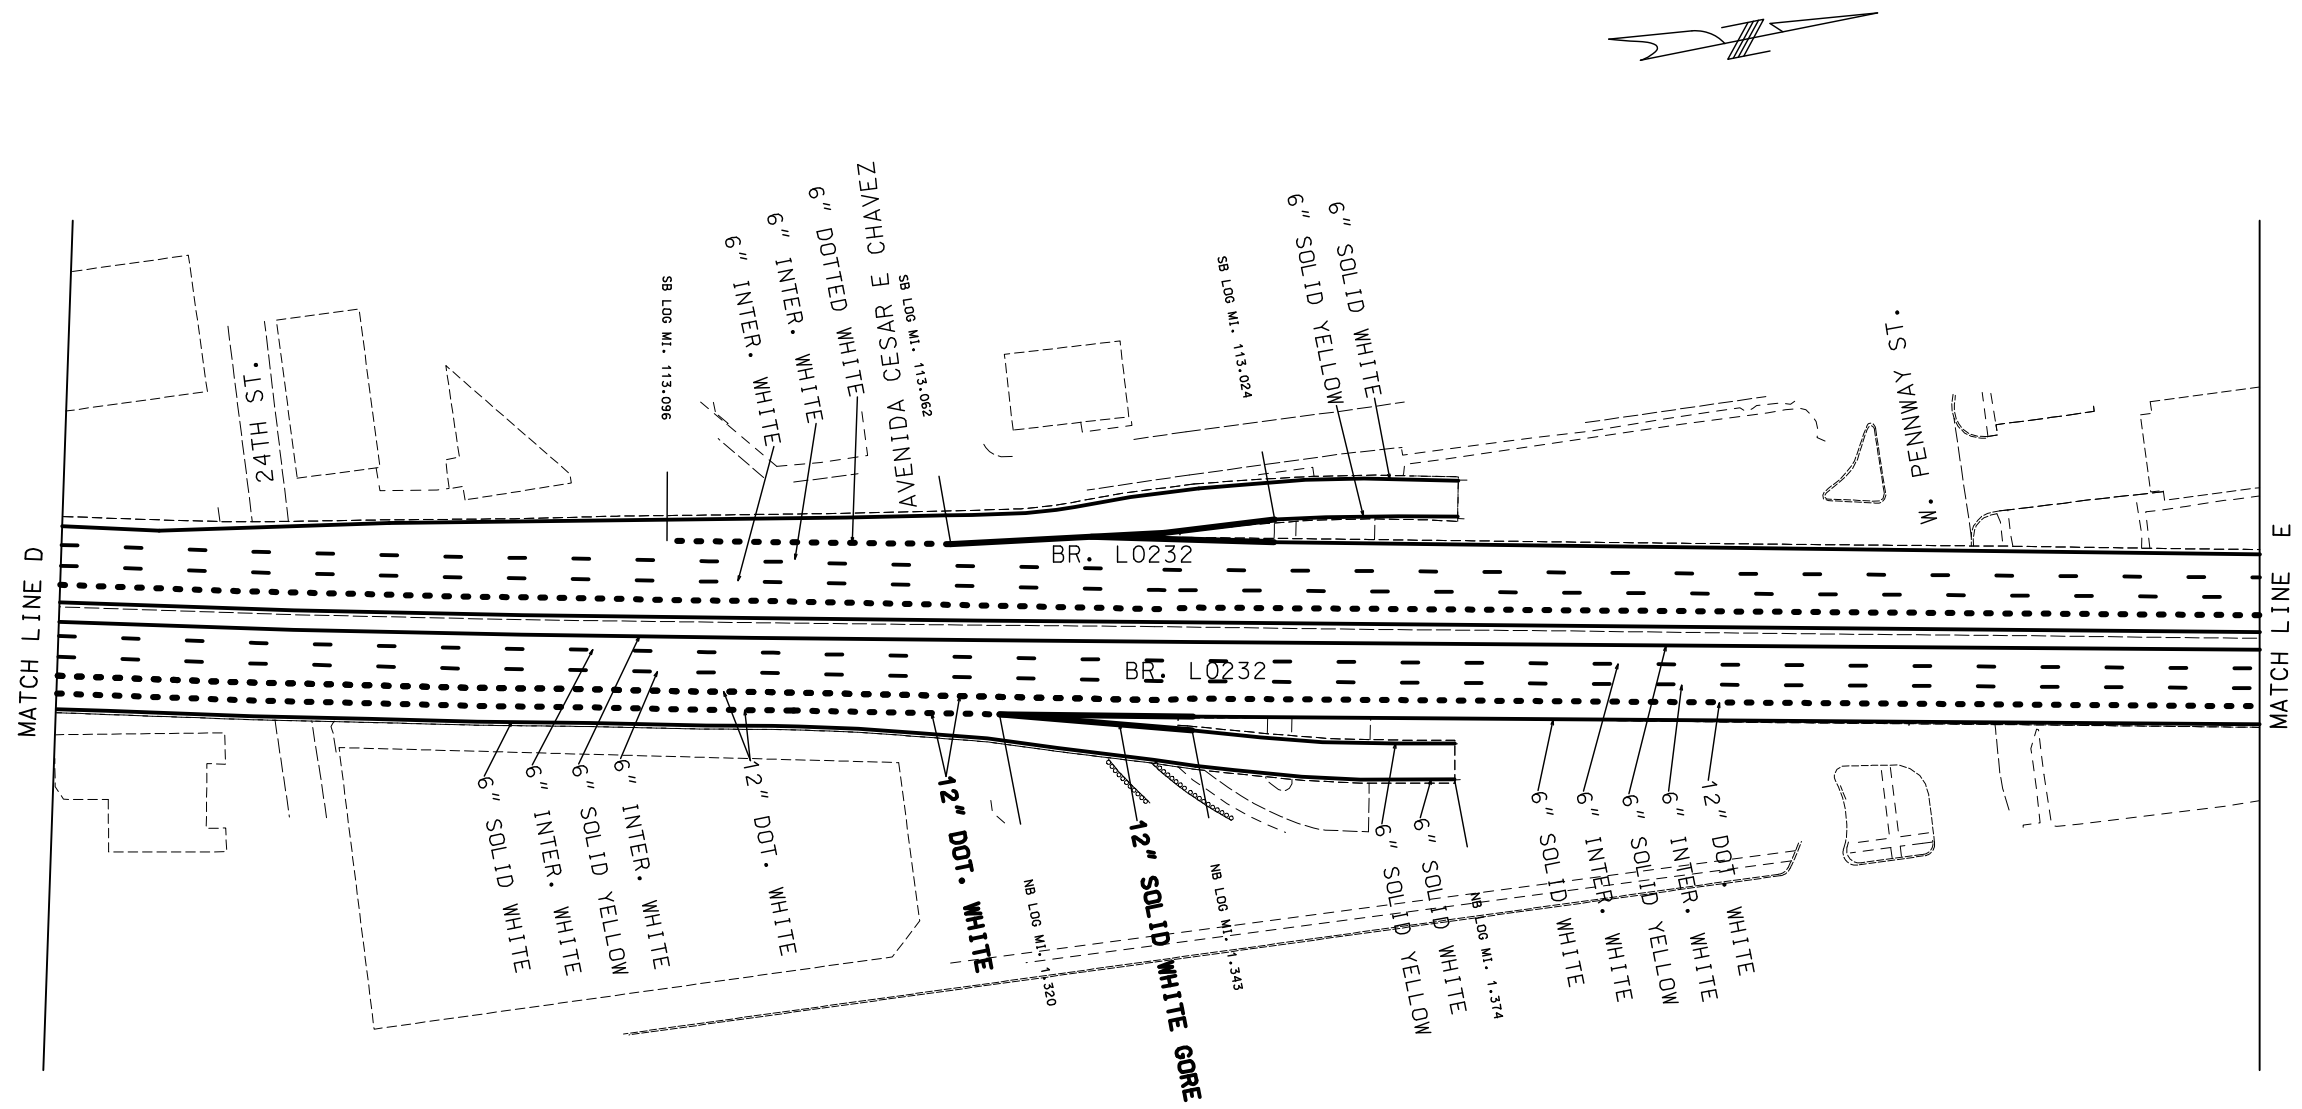 MATCH LINE D
24TH ST.
SB LOG MI. 113.096
6" INTER. WHITE
6" INTER. WHITE
6" DOTTED WHITE
AVENIDA CESAR E CHAVEZ
SB LOG MI. 113.062
SB LOG MI. 113.024
6" SOLID YELLOW
6" SOLID WHITE
W. PENNWAY ST.
MATCH LINE E
BR. L0232
BR. L0232
6" SOLID WHITE
6" INTER. WHITE
6" SOLID YELLOW
6" INTER. WHITE
12" DOT. WHITE
12" DOT. WHITE
NB LOG MI. 1.320
12" SOLID WHITE GORE
NB LOG MI. 1.343
6" SOLID YELLOW
6" SOLID WHITE
NB LOG MI. 1.374
6" SOLID WHITE
6" INTER. WHITE
6" SOLID YELLOW
6" INTER. WHITE
12" DOT. WHITE